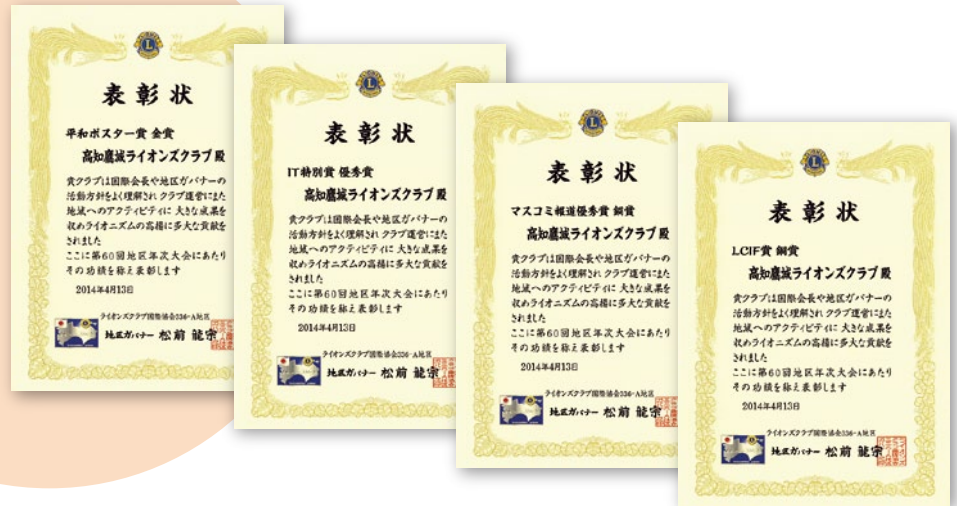 表彰状
平和ポスター賞 金賞
高知鷹城ライオンズクラブ 殿
貴クラブは国際会長や地区ガバナーの
活動方針をよく理解され クラブ運営にまた
地域へのアクティビティに 大きな成果を
収めライオニズムの高揚に多大な貢献を
されました
ここに第60回地区年次大会にあたり
その功績を称え表彰します
2014年4月13日
ライオンズクラブ国際協会336-A地区
地区ガバナー 松前 龍宗
表彰状
IT特別賞 優秀賞
高知鷹城ライオンズクラブ 殿
貴クラブは国際会長や地区ガバナーの
活動方針をよく理解され クラブ運営にまた
地域へのアクティビティに 大きな成果を
収めライオニズムの高揚に多大な貢献を
されました
ここに第60回地区年次大会にあたり
その功績を称え表彰します
2014年4月13日
ライオンズクラブ国際協会336-A地区
地区ガバナー 松前 龍宗
表彰状
マスコミ報道優秀賞 銅賞
高知鷹城ライオンズクラブ 殿
貴クラブは国際会長や地区ガバナーの
活動方針をよく理解され クラブ運営にまた
地域へのアクティビティに 大きな成果を
収めライオニズムの高揚に多大な貢献を
されました
ここに第60回地区年次大会にあたり
その功績を称え表彰します
2014年4月13日
ライオンズクラブ国際協会336-A地区
地区ガバナー 松前 龍宗
表彰状
LCIF賞 銅賞
高知鷹城ライオンズクラブ 殿
貴クラブは国際会長や地区ガバナーの
活動方針をよく理解され クラブ運営にまた
地域へのアクティビティに 大きな成果を
収めライオニズムの高揚に多大な貢献を
されました
ここに第60回地区年次大会にあたり
その功績を称え表彰します
2014年4月13日
ライオンズクラブ国際協会336-A地区
地区ガバナー 松前 龍宗